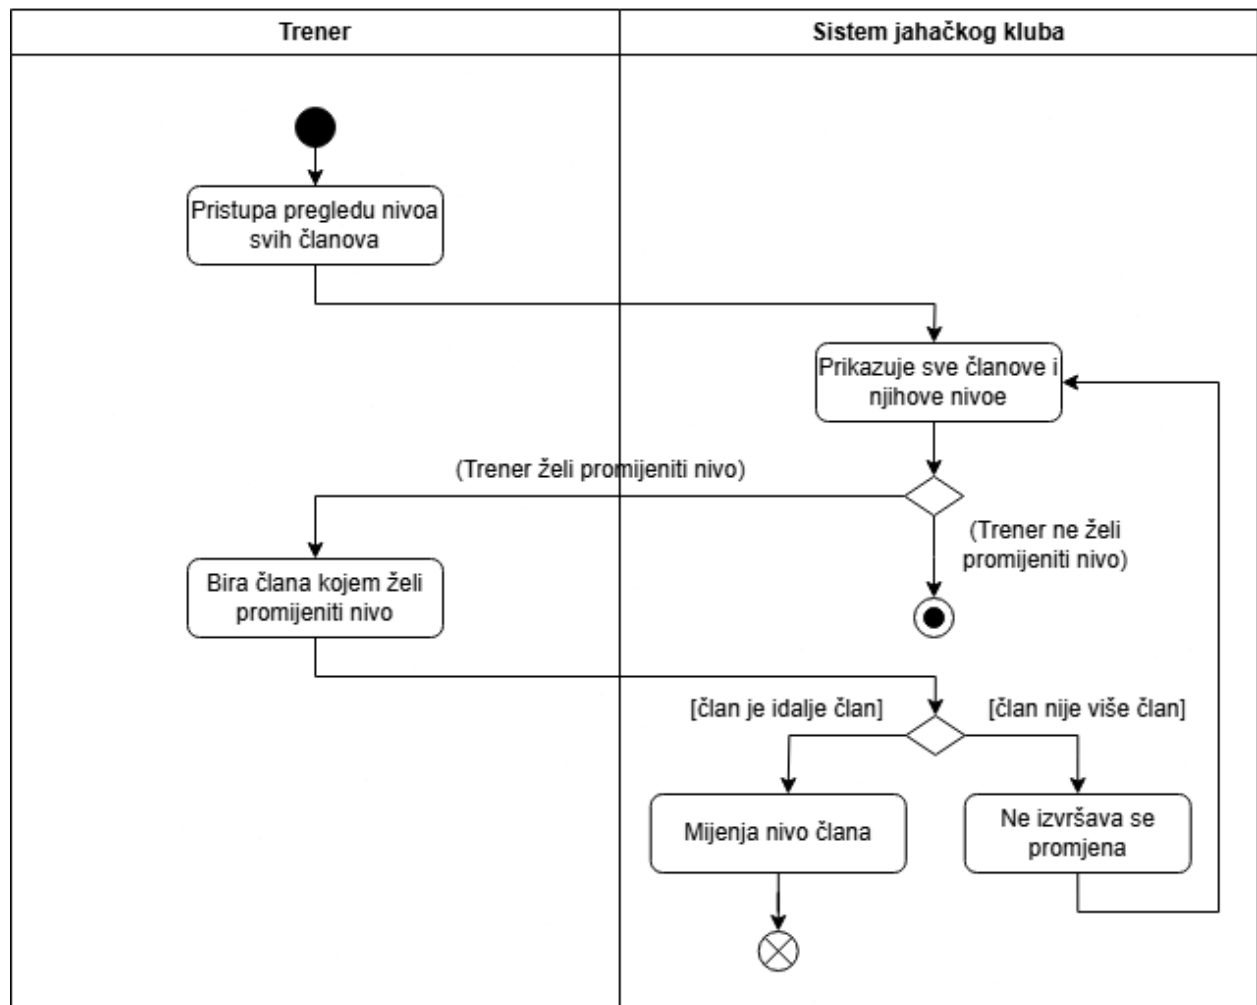 Trener
Sistem jahačkog kluba
Pristupa pregledu nivoa
svih članova
Prikazuje sve članove i
njihove nivoe
(Trener želi promijeniti nivo)
(Trener ne želi
promijeniti nivo)
Bira člana kojem želi
promijeniti nivo
[član je idalje član]
[član nije više član]
Mijenja nivo člana
Ne izvršava se
promjena